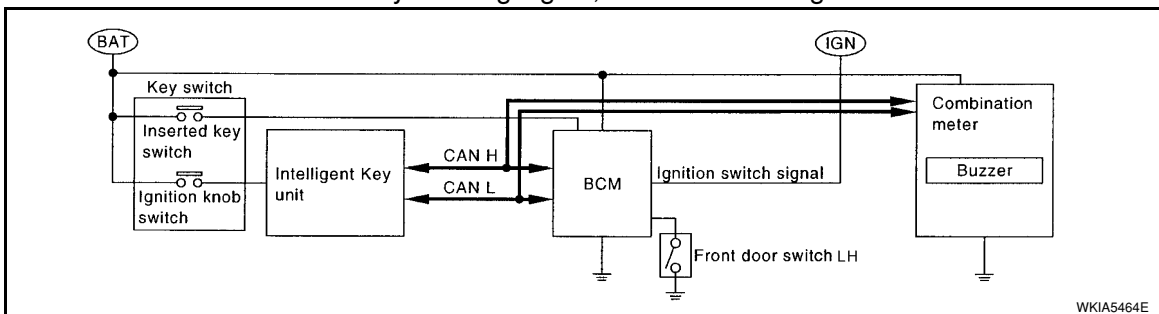 BAT
IGN
Key switch
Inserted key
switch
Ignition knob
switch
Intelligent Key
unit
CAN H
CAN L
BCM
Ignition switch signal
Front door switch LH
Combination
meter
Buzzer
WKIA5464E